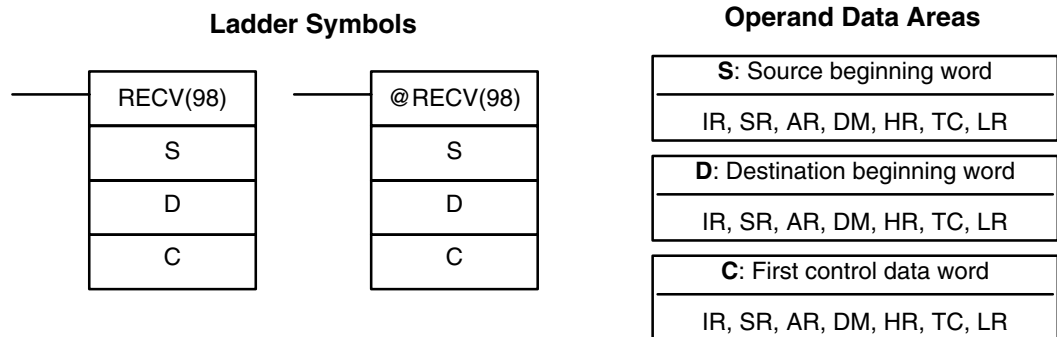 Ladder Symbols
RECV(98)
S
D
C
@RECV(98)
S
D
C
Operand Data Areas
S: Source beginning word
IR, SR, AR, DM, HR, TC, LR
D: Destination beginning word
IR, SR, AR, DM, HR, TC, LR
C: First control data word
IR, SR, AR, DM, HR, TC, LR